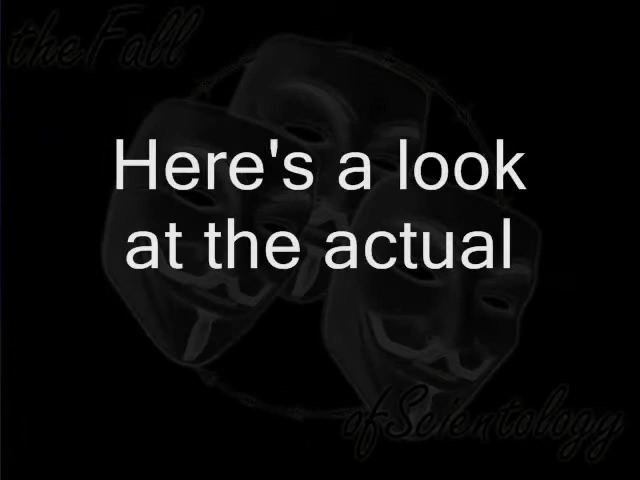 theFall
Here's a look
at the actual
ofScientology